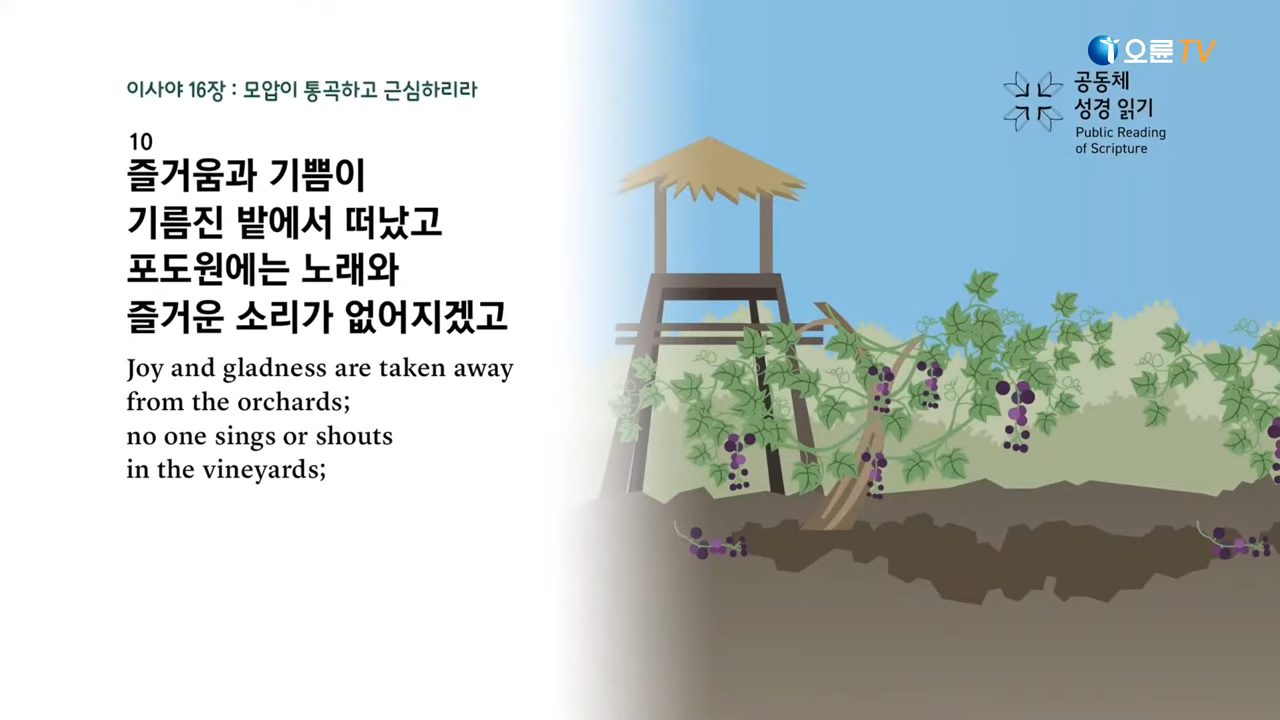 오륜TV
이사야 16장 : 모압이 통곡하고 근심하리라
공동체
성경 읽기
Public Reading
of Scripture
10
즐거움과 기쁨이
기름진 밭에서 떠났고
포도원에는 노래와
즐거운 소리가 없어지겠고
Joy and gladness are taken away
from the orchards;
no one sings or shouts
in the vineyards;